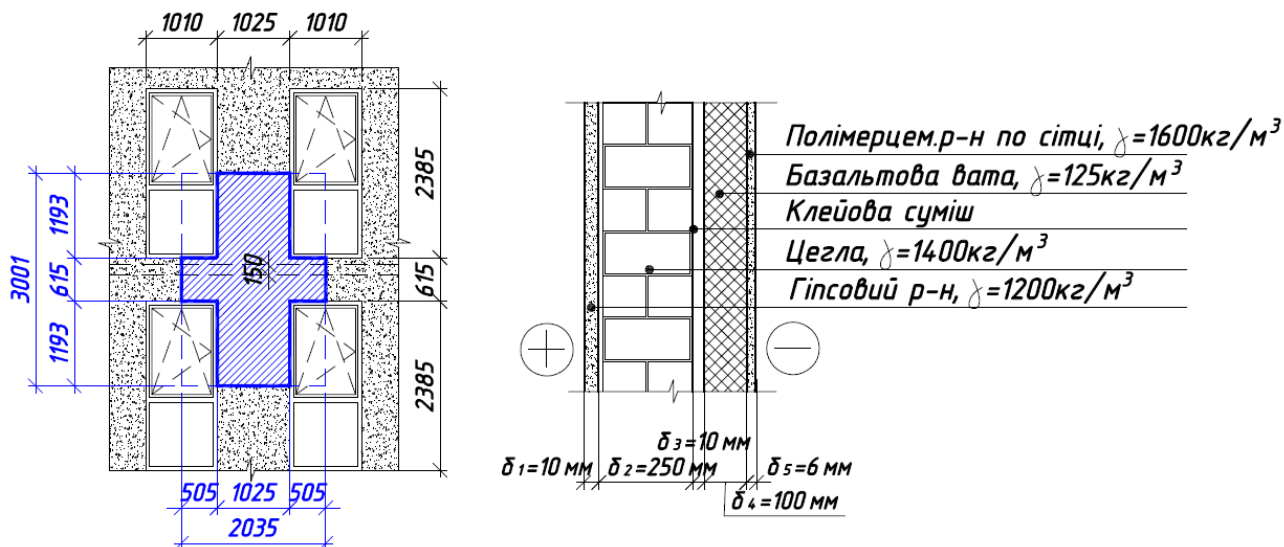 1010 1025 1010
2385
1193
615
1193
3001
150
615
2385
505 1025 505
2035
Полімерцем.р-н по сітці, γ=1600кг/м³
Базальтова вата, γ=125кг/м³
Клейова суміш
Цегла, γ=1400кг/м³
Гіпсовий р-н, γ=1200кг/м³
+
−
δ3=10 мм
δ1=10 мм δ2=250 мм δ5=6 мм
δ4=100 мм